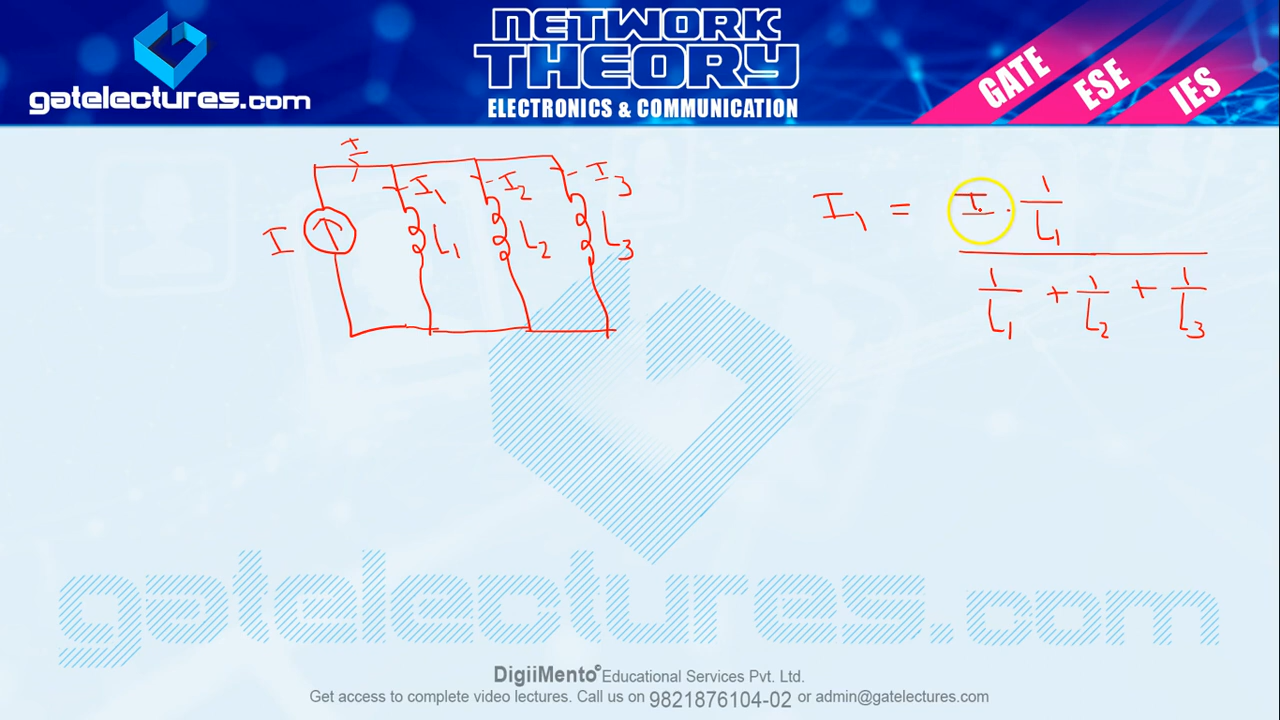 NETWORK
THEORY
ELECTRONICS & COMMUNICATION
gatelectures.com
GATE
ESE
IES
I
I
I1
I2
I3
L1
L2
L3
I1 = I . 1/L1
1/L1 + 1/L2 + 1/L3
gatelectures.com
DigiiMento© Educational Services Pvt. Ltd.
Get access to complete video lectures. Call us on 9821876104-02 or admin@gatelectures.com